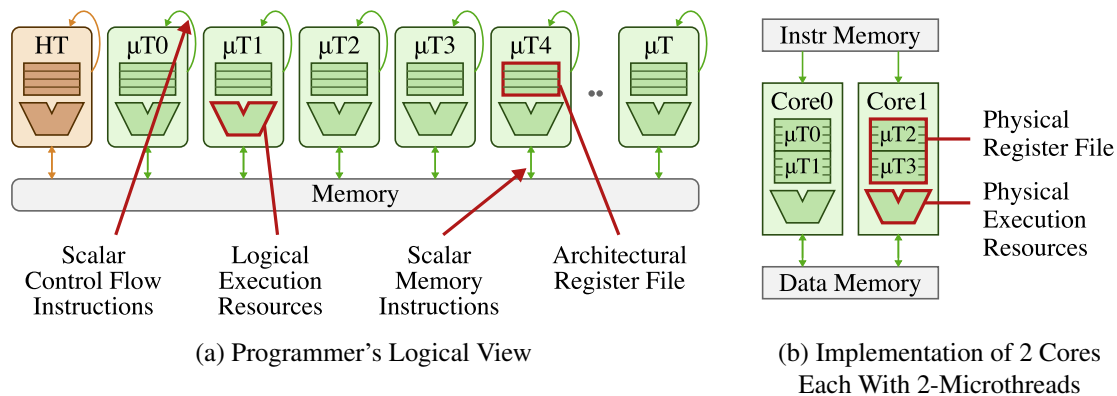 HT
μT0
μT1
μT2
μT3
μT4
μT
Memory
Scalar
Control Flow
Instructions
Logical
Execution
Resources
Scalar
Memory
Instructions
Architectural
Register File
(a) Programmer's Logical View
Instr Memory
Core0
μT0
μT1
Core1
μT2
μT3
Physical
Register File
Physical
Execution
Resources
Data Memory
(b) Implementation of 2 Cores
Each With 2-Microthreads